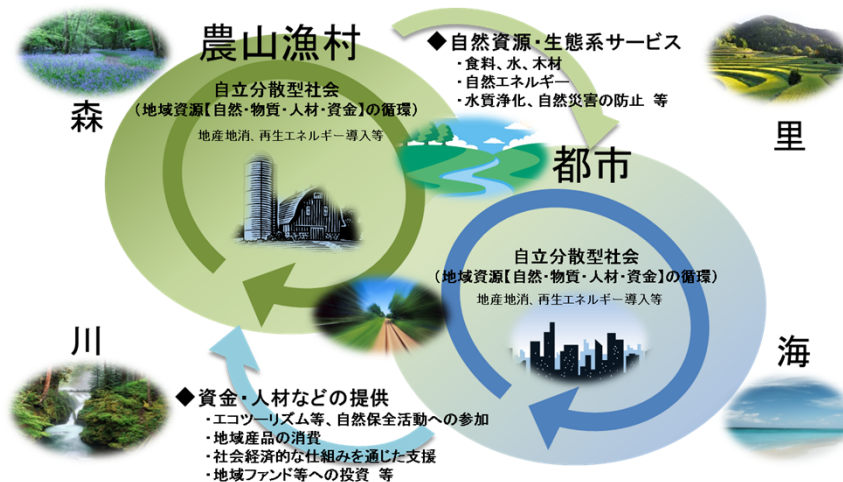 農山漁村
自立分散型社会
(地域資源【自然・物質・人材・資金】の循環)
地産地消、再生エネルギー導入等
◆自然資源・生態系サービス
・食料、水、木材
・自然エネルギー
・水質浄化、自然災害の防止 等
森
里
都市
自立分散型社会
(地域資源【自然・物質・人材・資金】の循環)
地産地消、再生エネルギー導入等
川
海
◆資金・人材などの提供
・エコツーリズム等、自然保全活動への参加
・地域産品の消費
・社会経済的な仕組みを通じた支援
・地域ファンド等への投資 等